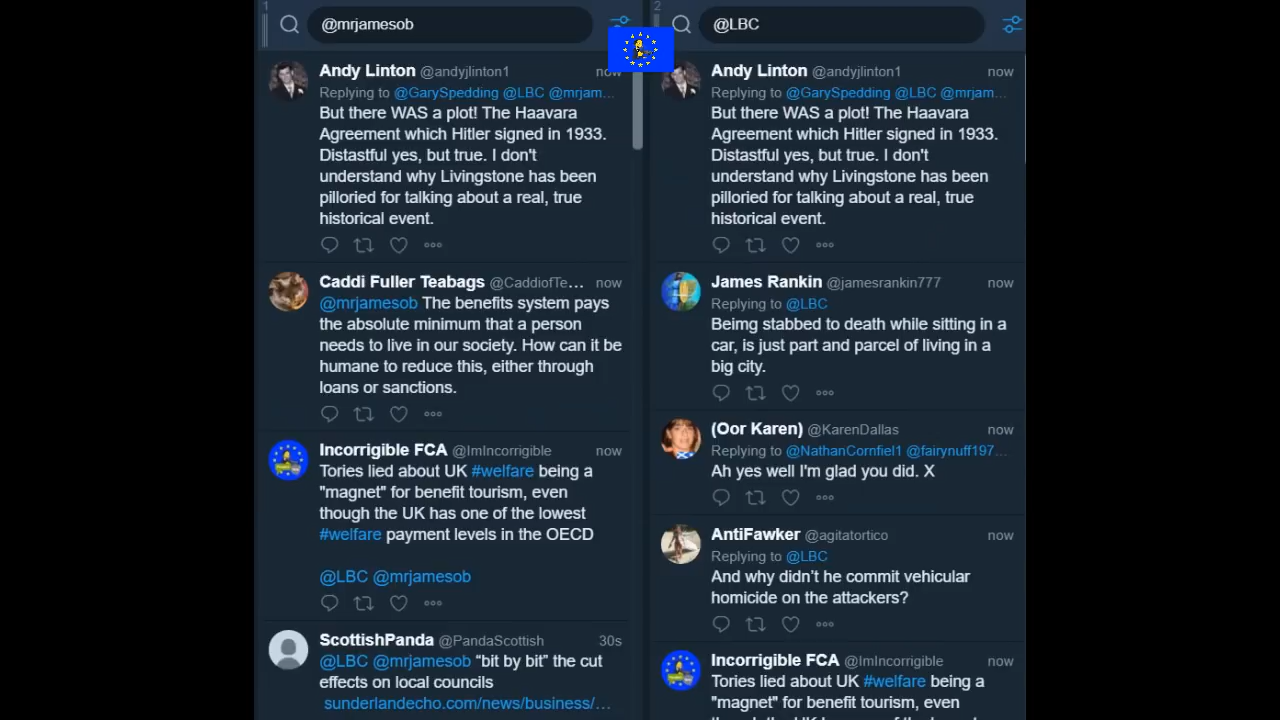 1
@mrjamesob
Andy Linton @andyjlinton1 now
Replying to @GarySpedding @LBC @mrjam...
But there WAS a plot! The Haavara
Agreement which Hitler signed in 1933.
Distastful yes, but true. I don't
understand why Livingstone has been
pilloried for talking about a real, true
historical event.
Caddi Fuller Teabags @CaddiofTe... now
@mrjamesob The benefits system pays
the absolute minimum that a person
needs to live in our society. How can it be
humane to reduce this, either through
loans or sanctions.
Incorrigible FCA @ImIncorrigible now
Tories lied about UK #welfare being a
"magnet" for benefit tourism, even
though the UK has one of the lowest
#welfare payment levels in the OECD
@LBC @mrjamesob
ScottishPanda @PandaScottish 30s
@LBC @mrjamesob “bit by bit” the cut
effects on local councils
sunderlandecho.com/news/business/...
2
@LBC
Andy Linton @andyjlinton1 now
Replying to @GarySpedding @LBC @mrjam...
But there WAS a plot! The Haavara
Agreement which Hitler signed in 1933.
Distastful yes, but true. I don't
understand why Livingstone has been
pilloried for talking about a real, true
historical event.
James Rankin @jamesrankin777 now
Replying to @LBC
Beimg stabbed to death while sitting in a
car, is just part and parcel of living in a
big city.
(Oor Karen) @KarenDallas now
Replying to @NathanCornfiel1 @fairynuff197...
Ah yes well I'm glad you did. X
AntiFawker @agitatortico now
Replying to @LBC
And why didn’t he commit vehicular
homicide on the attackers?
Incorrigible FCA @ImIncorrigible now
Tories lied about UK #welfare being a
"magnet" for benefit tourism, even